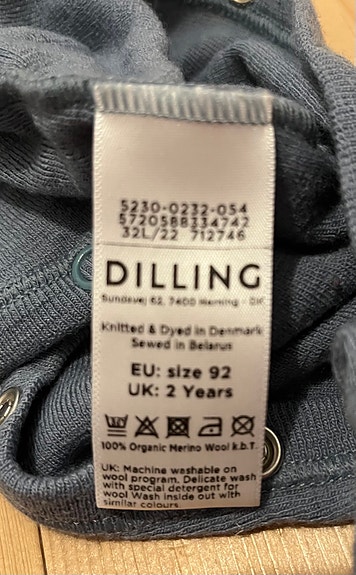 5230-0232-054
5720588334742
32L/22 712746
DILLING
Sundsvej 62, 7400 Herning - DK
Knitted & Dyed in Denmark
Sewed in Belarus
EU: size 92
UK: 2 Years
100% Organic Merino Wool k.b.T.
UK: Machine washable on
wool program. Delicate wash
with special detergent for
wool Wash inside out with
similar colours